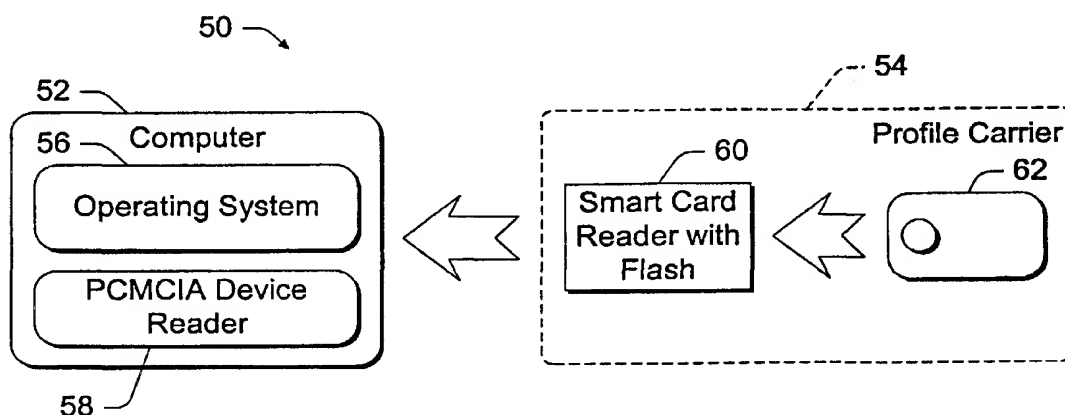 50
52
54
Computer
Profile Carrier
56
60
62
Operating System
Smart Card
Reader with
Flash
PCMCIA Device
Reader
58